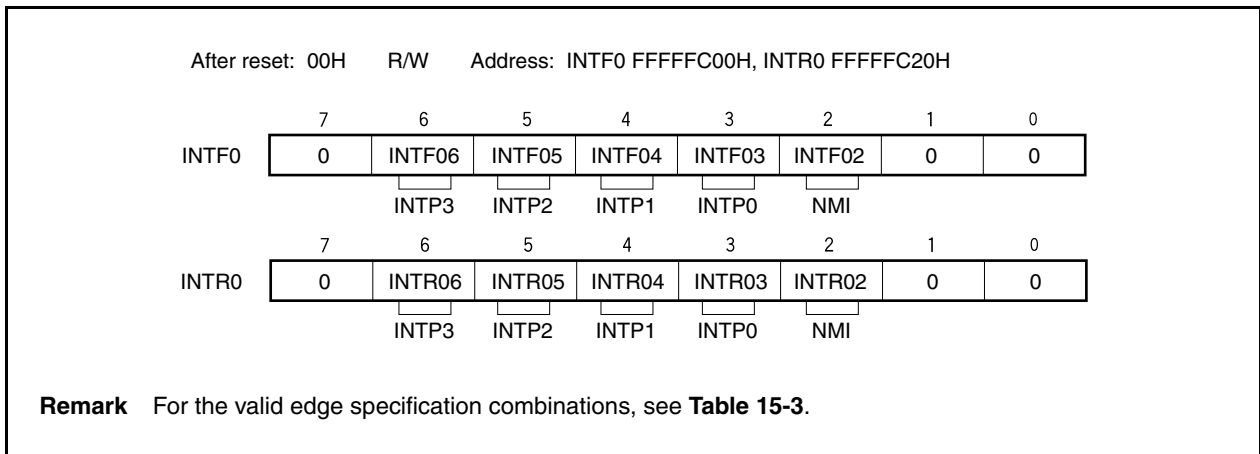 After reset: 00H R/W Address: INTF0 FFFFFC00H, INTR0 FFFFFC20H
7 6 5 4 3 2 1 0
INTF0 0 INTF06 INTF05 INTF04 INTF03 INTF02 0 0
INTP3 INTP2 INTP1 INTP0 NMI
7 6 5 4 3 2 1 0
INTR0 0 INTR06 INTR05 INTR04 INTR03 INTR02 0 0
INTP3 INTP2 INTP1 INTP0 NMI
Remark For the valid edge specification combinations, see Table 15-3.